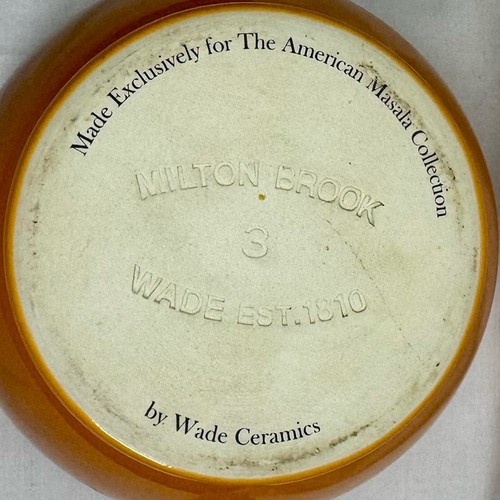 Made Exclusively for The American Masala Collection
MILTON BROOK
3
WADE EST. 1810
by Wade Ceramics